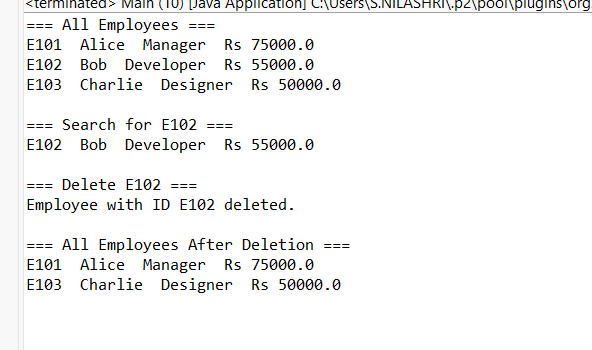 <terminated> Main (10) [Java Application] C:\Users\S.NILASHRI\.p2\pool\plugins\org
=== All Employees ===
E101  Alice  Manager  Rs 75000.0
E102  Bob  Developer  Rs 55000.0
E103  Charlie  Designer  Rs 50000.0
=== Search for E102 ===
E102  Bob  Developer  Rs 55000.0
=== Delete E102 ===
Employee with ID E102 deleted.
=== All Employees After Deletion ===
E101  Alice  Manager  Rs 75000.0
E103  Charlie  Designer  Rs 50000.0